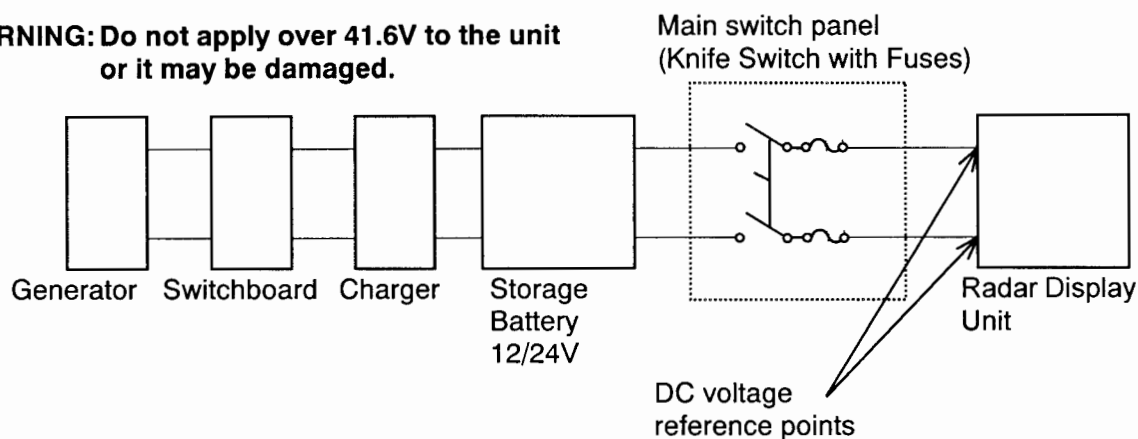 RNING: Do not apply over 41.6V to the unit
or it may be damaged.
Main switch panel
(Knife Switch with Fuses)
Generator
Switchboard
Charger
Storage
Battery
12/24V
Radar Display
Unit
DC voltage
reference points